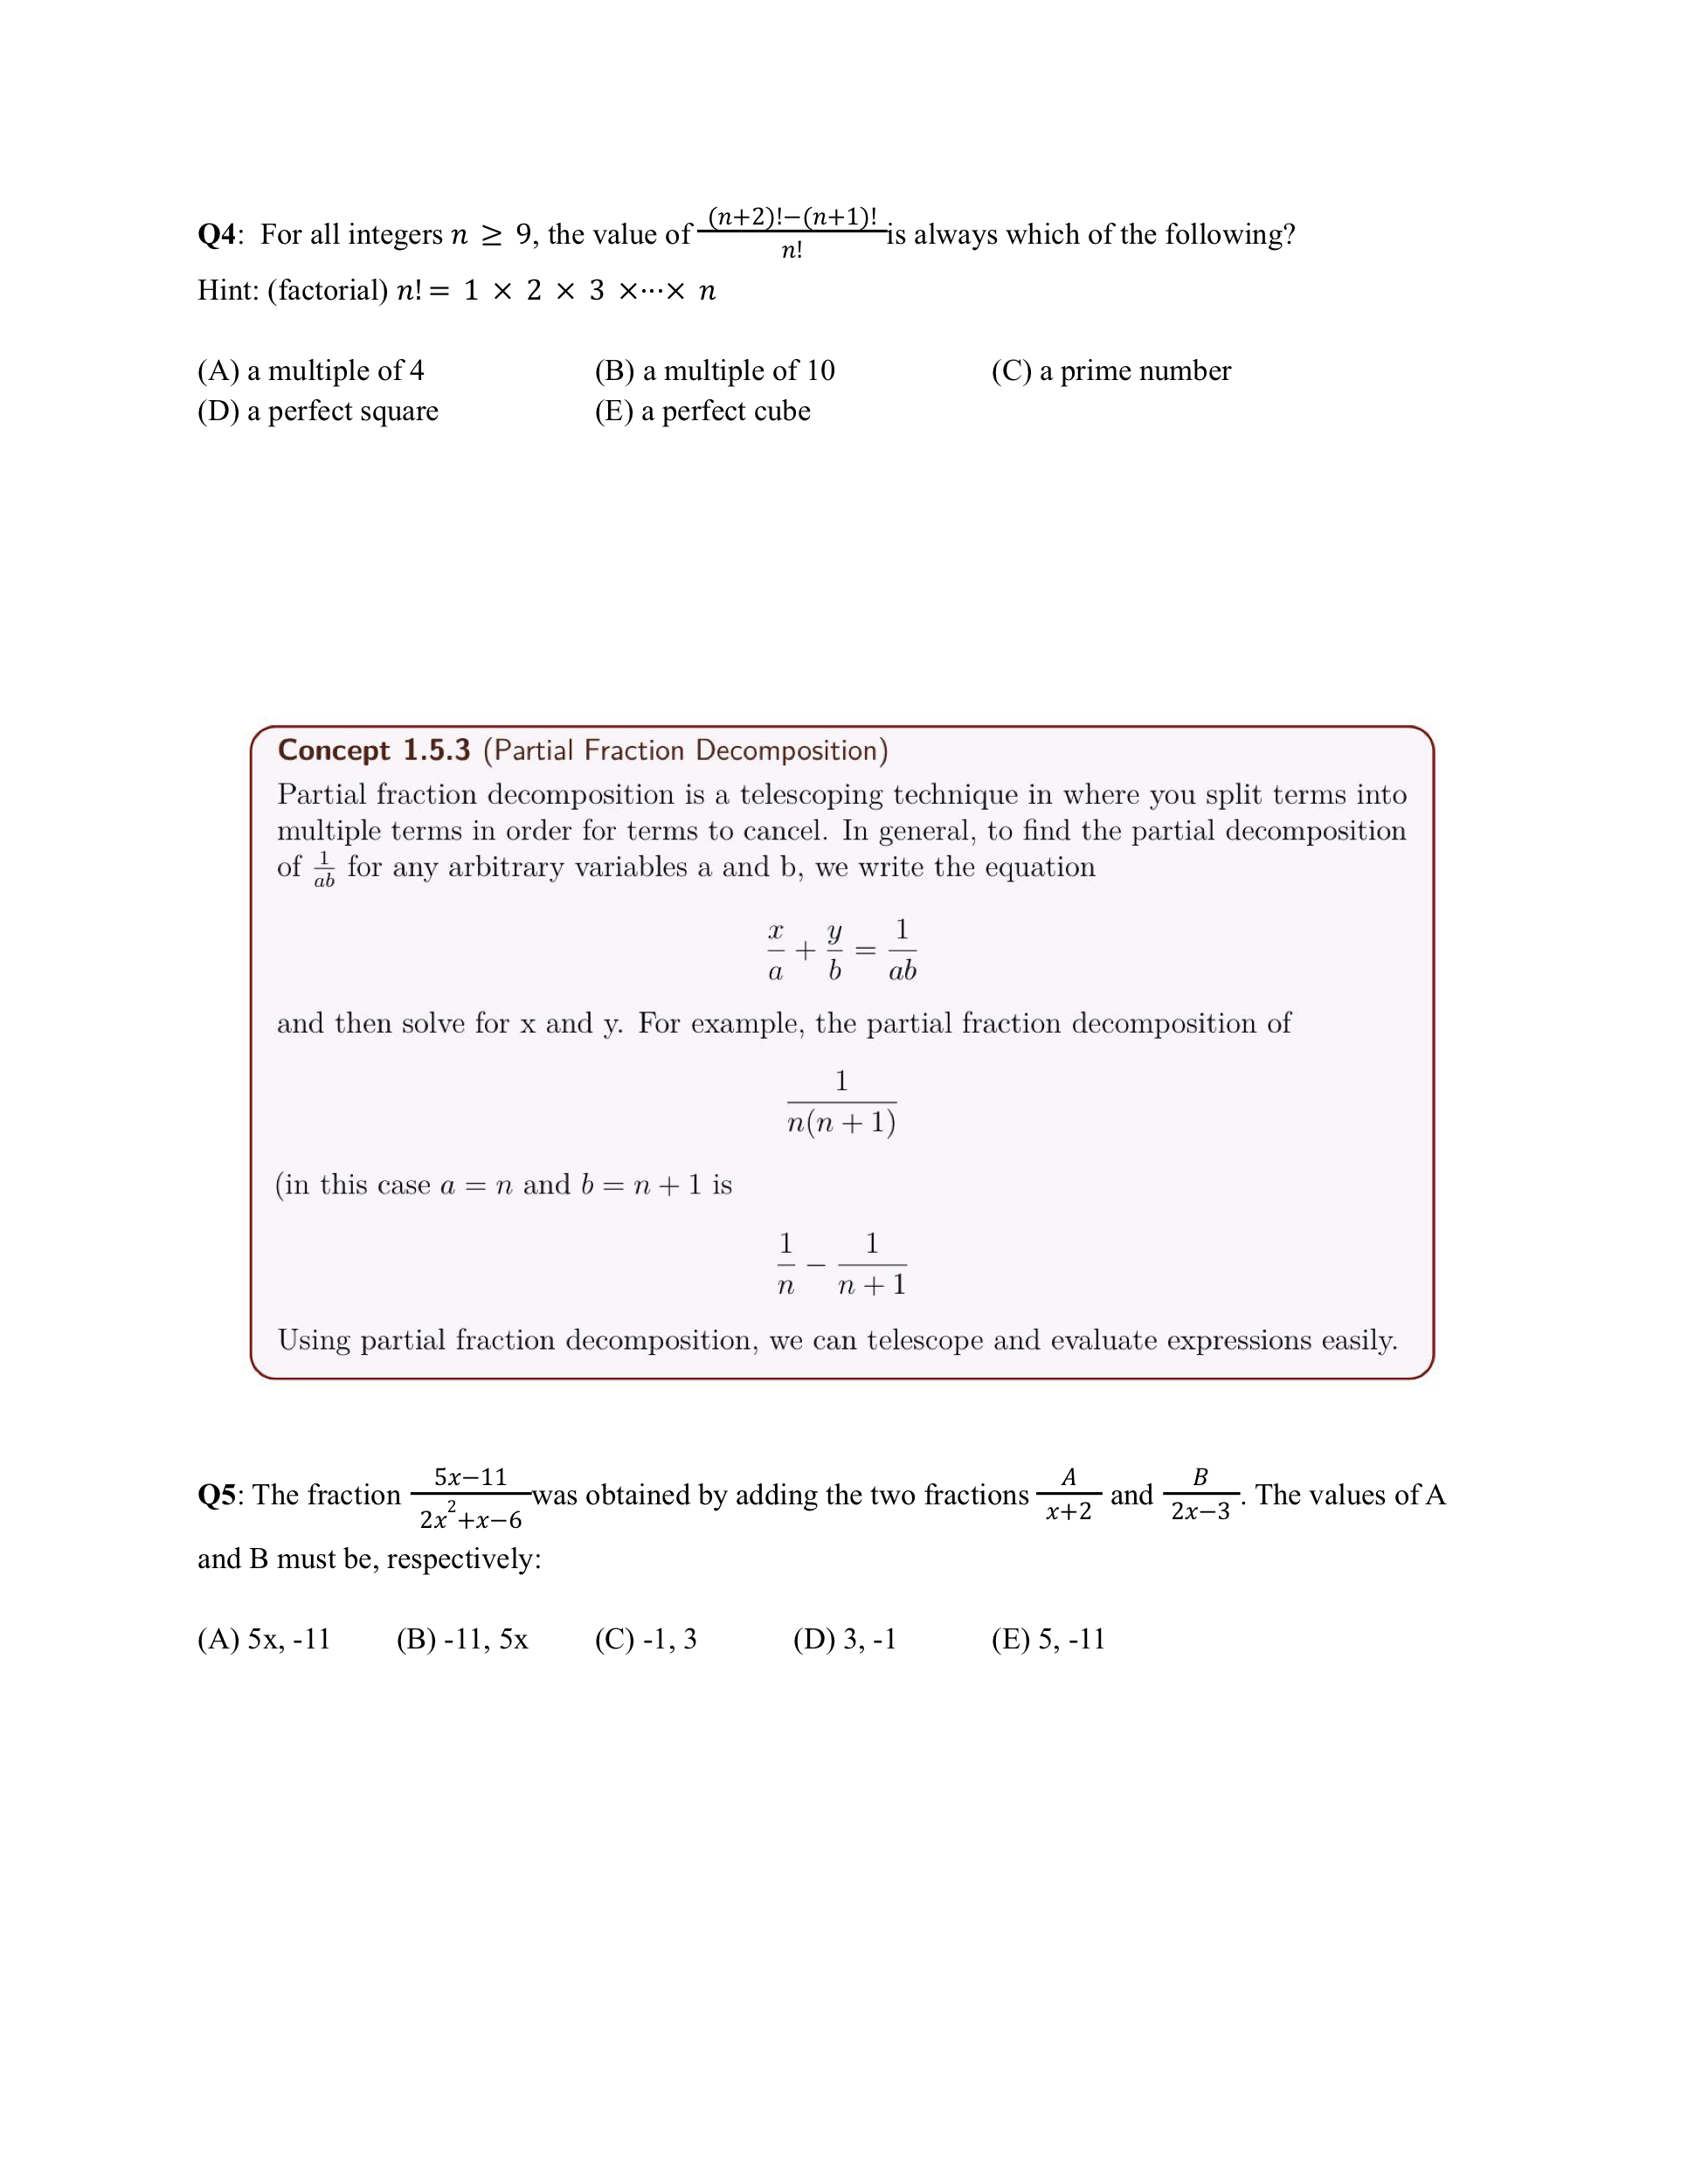 Q4: For all integers n ≥ 9, the value of \frac{(n+2)!−(n+1)!}{n!} is always which of the following?
Hint: (factorial) n! = 1 × 2 × 3 ×⋯× n
(A) a multiple of 4 (B) a multiple of 10 (C) a prime number
(D) a perfect square (E) a perfect cube
Concept 1.5.3 (Partial Fraction Decomposition)
Partial fraction decomposition is a telescoping technique in where you split terms into
multiple terms in order for terms to cancel. In general, to find the partial decomposition
of \frac{1}{ab} for any arbitrary variables a and b, we write the equation
\frac{x}{a} + \frac{y}{b} = \frac{1}{ab}
and then solve for x and y. For example, the partial fraction decomposition of
\frac{1}{n(n + 1)}
(in this case a = n and b = n + 1 is
\frac{1}{n} − \frac{1}{n + 1}
Using partial fraction decomposition, we can telescope and evaluate expressions easily.
Q5: The fraction \frac{5x−11}{2x^2+x−6} was obtained by adding the two fractions \frac{A}{x+2} and \frac{B}{2x−3}. The values of A
and B must be, respectively:
(A) 5x, -11 (B) -11, 5x (C) -1, 3 (D) 3, -1 (E) 5, -11